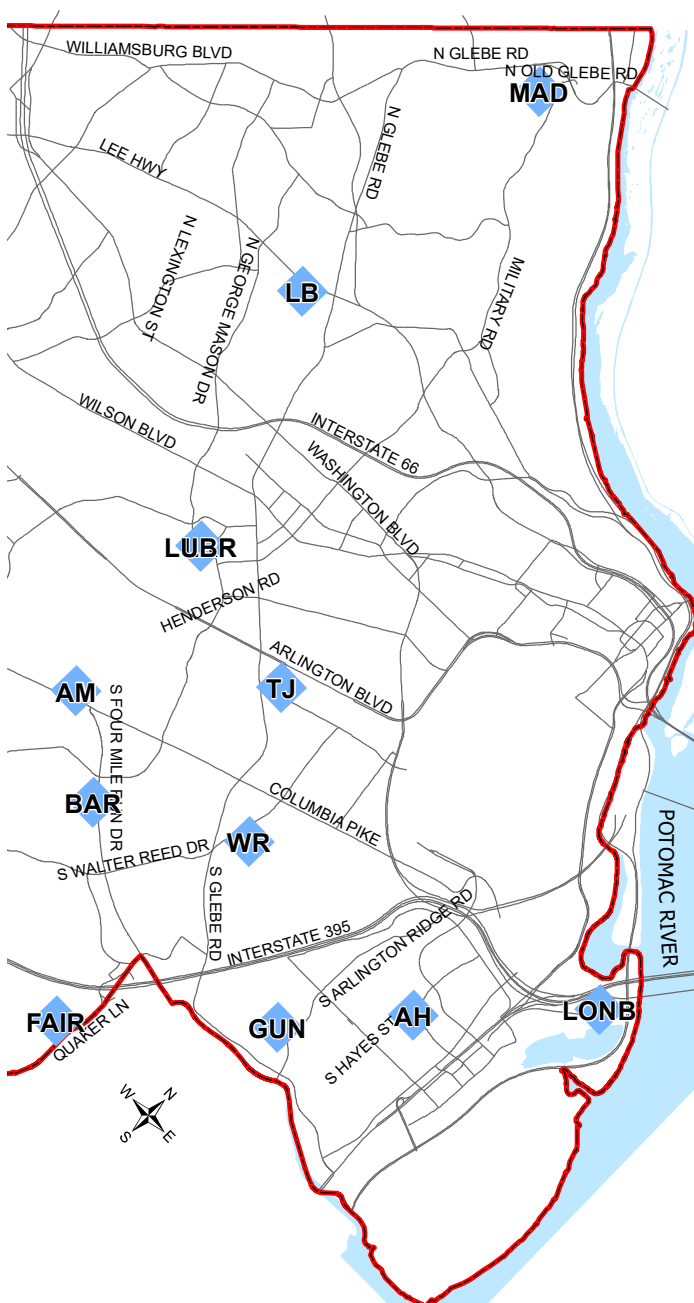 WILLIAMSBURG BLVD
N GLEBE RD
N OLD GLEBE RD
MAD
N GLEBE RD
LEE HWY
N LEXINGTON ST
N GEORGE MASON DR
LB
MILITARY RD
WILSON BLVD
INTERSTATE 66
WASHINGTON BLVD
LUBR
HENDERSON RD
ARLINGTON BLVD
AM
TJ
S FOUR MILE RUN DR
BAR
COLUMBIA PIKE
WR
S WALTER REED DR
S GLEBE RD
POTOMAC RIVER
INTERSTATE 395
S ARLINGTON RIDGE RD
FAIR
QUAKER LN
GUN
AH
S HAYES ST
LONB
W
N
S
E